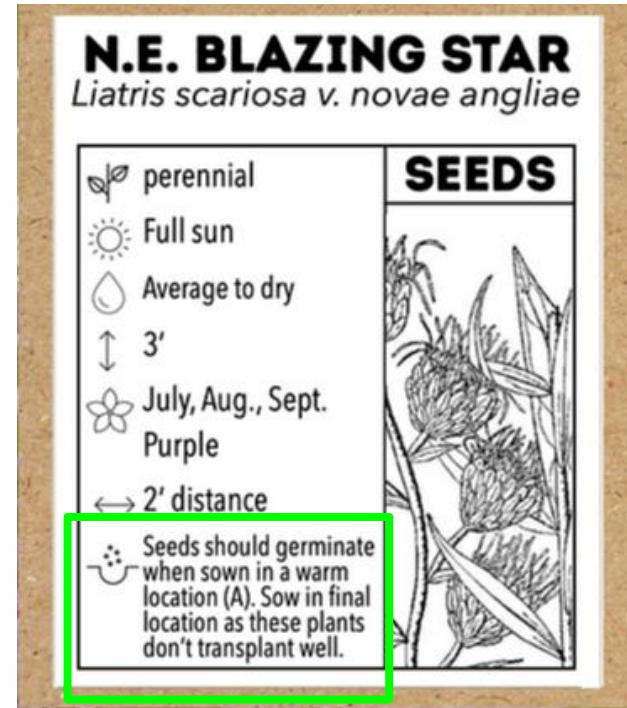 N.E. BLAZING STAR
Liatris scariosa v. novae angliae
SEEDS
perennial
Full sun
Average to dry
3′
July, Aug., Sept.
Purple
2′ distance
Seeds should germinate
when sown in a warm
location (A). Sow in final
location as these plants
don't transplant well.